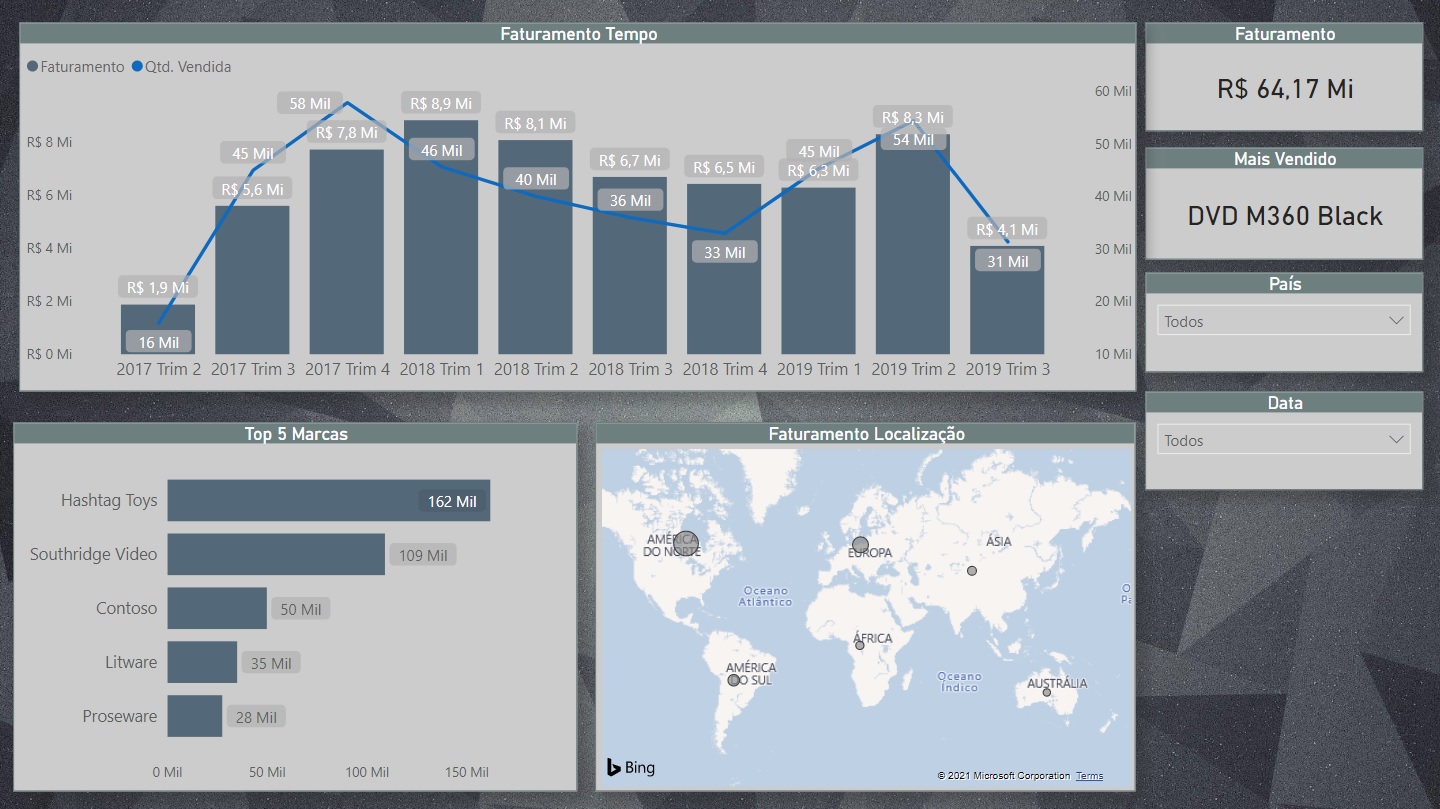 Faturamento Tempo
Faturamento Qtd. Vendida
R$ 8 Mi
R$ 6 Mi
R$ 4 Mi
R$ 2 Mi
R$ 0 Mi
60 Mil
50 Mil
40 Mil
30 Mil
20 Mil
10 Mil
R$ 1,9 Mi
R$ 5,6 Mi
R$ 7,8 Mi
R$ 8,9 Mi
R$ 8,1 Mi
R$ 6,7 Mi
R$ 6,5 Mi
R$ 6,3 Mi
R$ 8,3 Mi
R$ 4,1 Mi
16 Mil
45 Mil
58 Mil
46 Mil
40 Mil
36 Mil
33 Mil
45 Mil
54 Mil
31 Mil
2017 Trim 2
2017 Trim 3
2017 Trim 4
2018 Trim 1
2018 Trim 2
2018 Trim 3
2018 Trim 4
2019 Trim 1
2019 Trim 2
2019 Trim 3
Faturamento
R$ 64,17 Mi
Mais Vendido
DVD M360 Black
País
Todos
Data
Todos
Top 5 Marcas
Hashtag Toys
162 Mil
Southridge Video
109 Mil
Contoso
50 Mil
Litware
35 Mil
Proseware
28 Mil
0 Mil
50 Mil
100 Mil
150 Mil
Faturamento Localização
AMÉRICA
DO NORTE
EUROPA
ÁSIA
Oceano
Atlântico
O
Pa
ÁFRICA
AMÉRICA
DO SUL
Oceano
Índico
AUSTRÁLIA
Bing
© 2021 Microsoft Corporation Terms